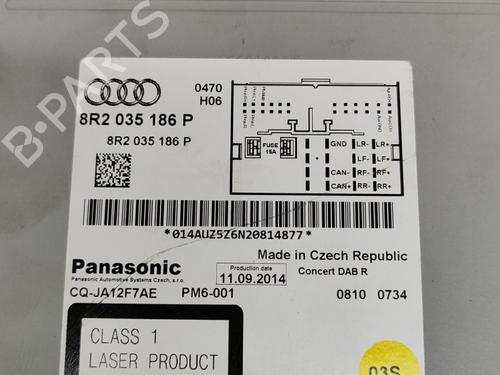 B-PARTS
0470
H06
8R2 035 186 P
8R2 035 186 P
FUSE
15A
GND LR- LR+
LF- LF+
CAN- RF- RF+
CAN+ RR- RR+
*014AUZ5Z6N20814877*
Made in Czech Republic
Panasonic
Panasonic Automotive Systems Czech, s.r.o.
Production date
11.09.2014
Concert DAB R
CQ-JA12F7AE PM6-001 0810 0734
CLASS 1
LASER PRODUCT
03S